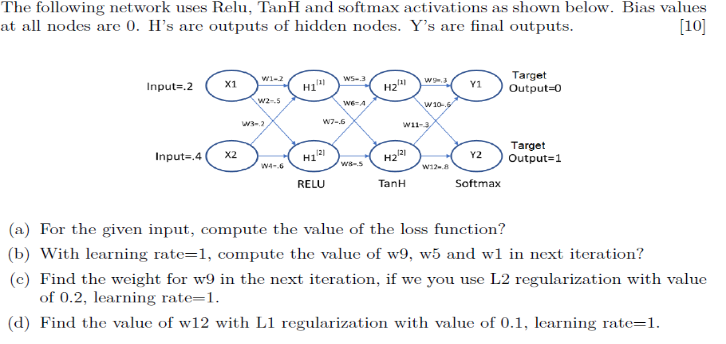 The following network uses Relu, TanH and softmax activations as shown below. Bias values
at all nodes are 0. H's are outputs of hidden nodes. Y's are final outputs. [10]
Input=.2 X1 W1=.2 H1[1] W5=.3 H2[1] W9=.3 Y1 Target Output=0
W2=.5 W6=.4 W10=.6
W3=.2 W7=.6 W11=.3
Input=.4 X2 W4=.6 H1[2] W8=.5 H2[2] W12=.8 Y2 Target Output=1
RELU TanH Softmax
(a) For the given input, compute the value of the loss function?
(b) With learning rate=1, compute the value of w9, w5 and w1 in next iteration?
(c) Find the weight for w9 in the next iteration, if we you use L2 regularization with value
of 0.2, learning rate=1.
(d) Find the value of w12 with L1 regularization with value of 0.1, learning rate=1.